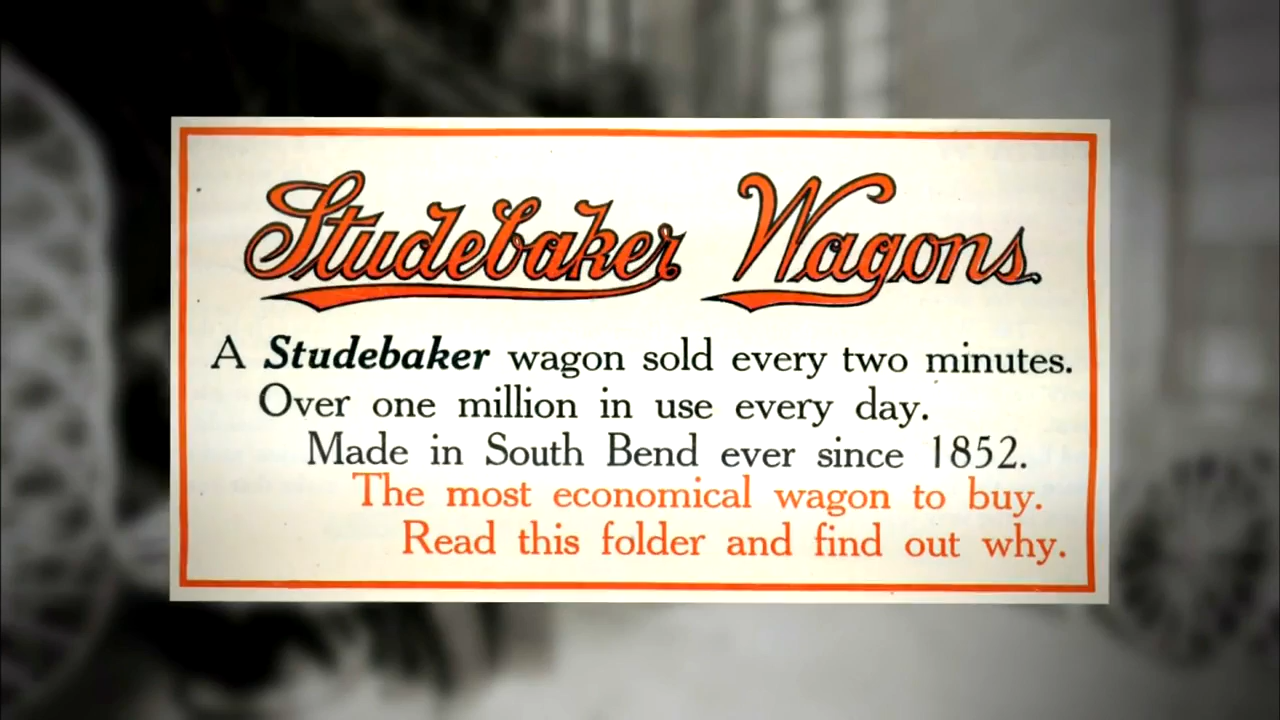 Studebaker Wagons
A Studebaker wagon sold every two minutes.
Over one million in use every day.
Made in South Bend ever since 1852.
The most economical wagon to buy.
Read this folder and find out why.